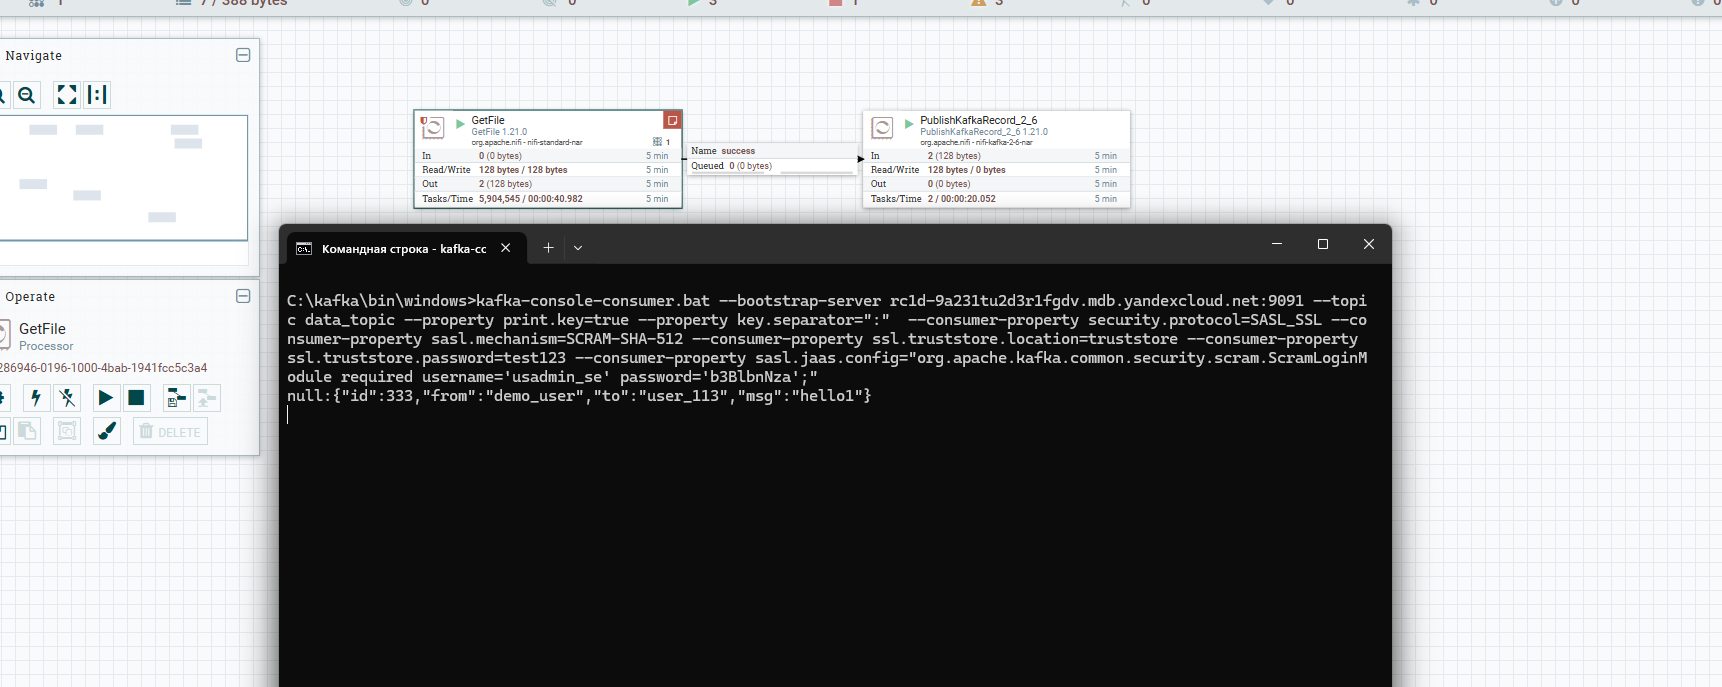 1
7 / 388 bytes
0
0
3
1
3
0
0
0
0
Navigate
GetFile
GetFile 1.21.0
org.apache.nifi - nifi-standard-nar
1
In 0 (0 bytes) 5 min
Read/Write 128 bytes / 128 bytes 5 min
Out 2 (128 bytes) 5 min
Tasks/Time 5,904,545 / 00:00:40.982 5 min
Name success
Queued 0 (0 bytes)
PublishKafkaRecord_2_6
PublishKafkaRecord_2_6 1.21.0
org.apache.nifi - nifi-kafka-2-6-nar
In 2 (128 bytes) 5 min
Read/Write 128 bytes / 0 bytes 5 min
Out 0 (0 bytes) 5 min
Tasks/Time 2 / 00:00:20.052 5 min
Operate
GetFile
Processor
286946-0196-1000-4bab-1941fcc5c3a4
DELETE
Командная строка - kafka-cc
C:\kafka\bin\windows>kafka-console-consumer.bat --bootstrap-server rc1d-9a231tu2d3r1fgdv.mdb.yandexcloud.net:9091 --topi
c data_topic --property print.key=true --property key.separator=":"  --consumer-property security.protocol=SASL_SSL --co
nsumer-property sasl.mechanism=SCRAM-SHA-512 --consumer-property ssl.truststore.location=truststore --consumer-property
ssl.truststore.password=test123 --consumer-property sasl.jaas.config="org.apache.kafka.common.security.scram.ScramLoginM
odule required username='usadmin_se' password='b3BlbnNza';"
null:{"id":333,"from":"demo_user","to":"user_113","msg":"hello1"}